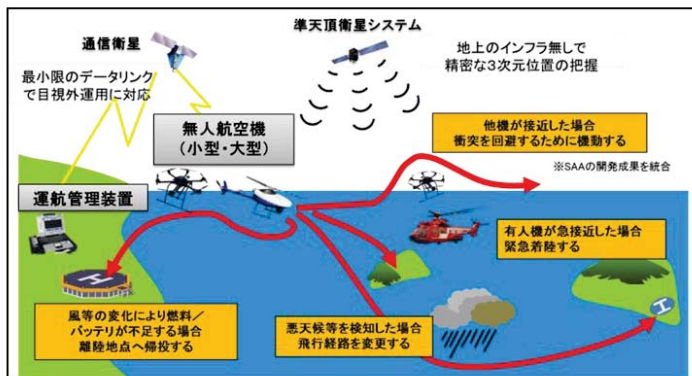 通信衛星
準天頂衛星システム
地上のインフラ無しで
精密な3次元位置の把握
最小限のデータリンク
で目視外運用に対応
無人航空機
(小型・大型)
他機が接近した場合
衝突を回避するために機動する
※SAAの開発成果を統合
運航管理装置
有人機が急接近した場合
緊急着陸する
H
風等の変化により燃料/
バッテリが不足する場合
離陸地点へ帰投する
悪天候等を検知した場合
飛行経路を変更する
H